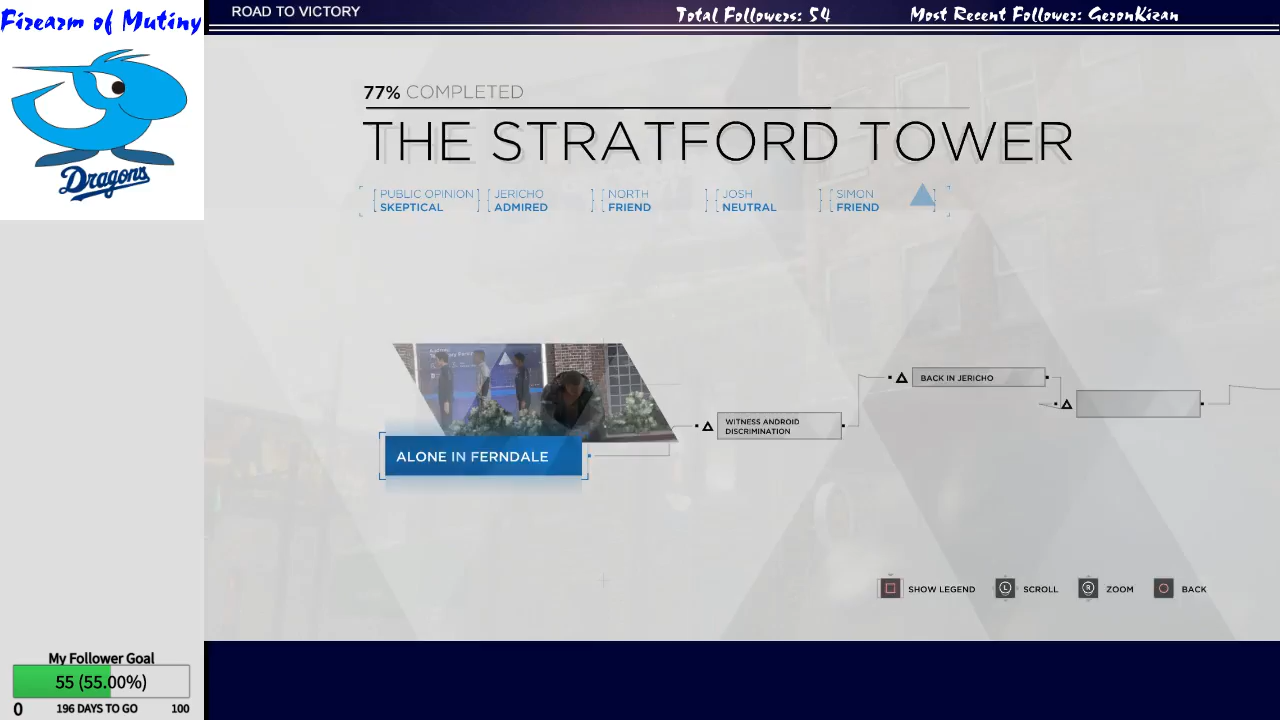 Firearm of Mutiny
ROAD TO VICTORY
Total Followers: 54
Most Recent Follower: GeronKizan
Dragons
77% COMPLETED
THE STRATFORD TOWER
PUBLIC OPINION
SKEPTICAL
JERICHO
ADMIRED
NORTH
FRIEND
JOSH
NEUTRAL
SIMON
FRIEND
BACK IN JERICHO
WITNESS ANDROID
DISCRIMINATION
ALONE IN FERNDALE
SHOW LEGEND
L
SCROLL
R
ZOOM
BACK
My Follower Goal
55 (55.00%)
0
196 DAYS TO GO
100